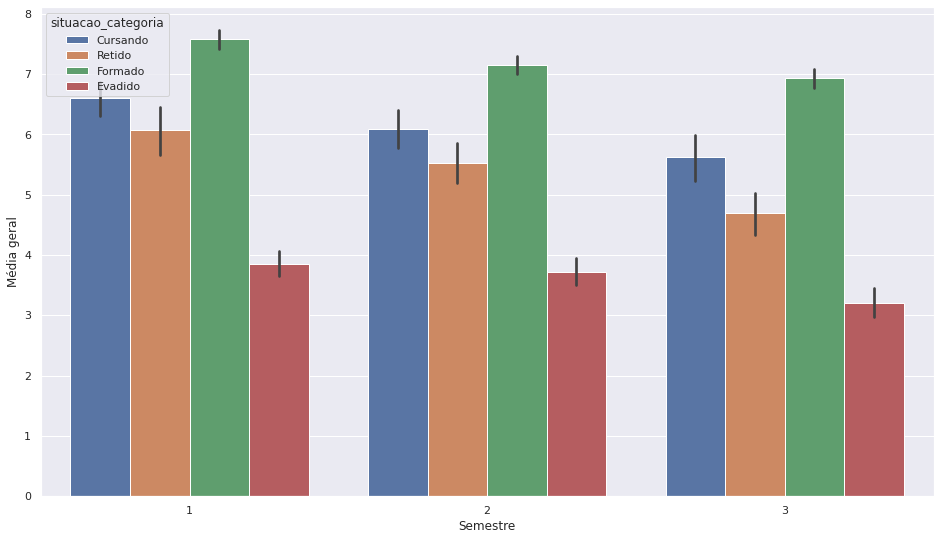 situacao_categoria
Cursando
Retido
Formado
Evadido
8
7
6
5
4
3
2
1
0
Média geral
1 2 3
Semestre